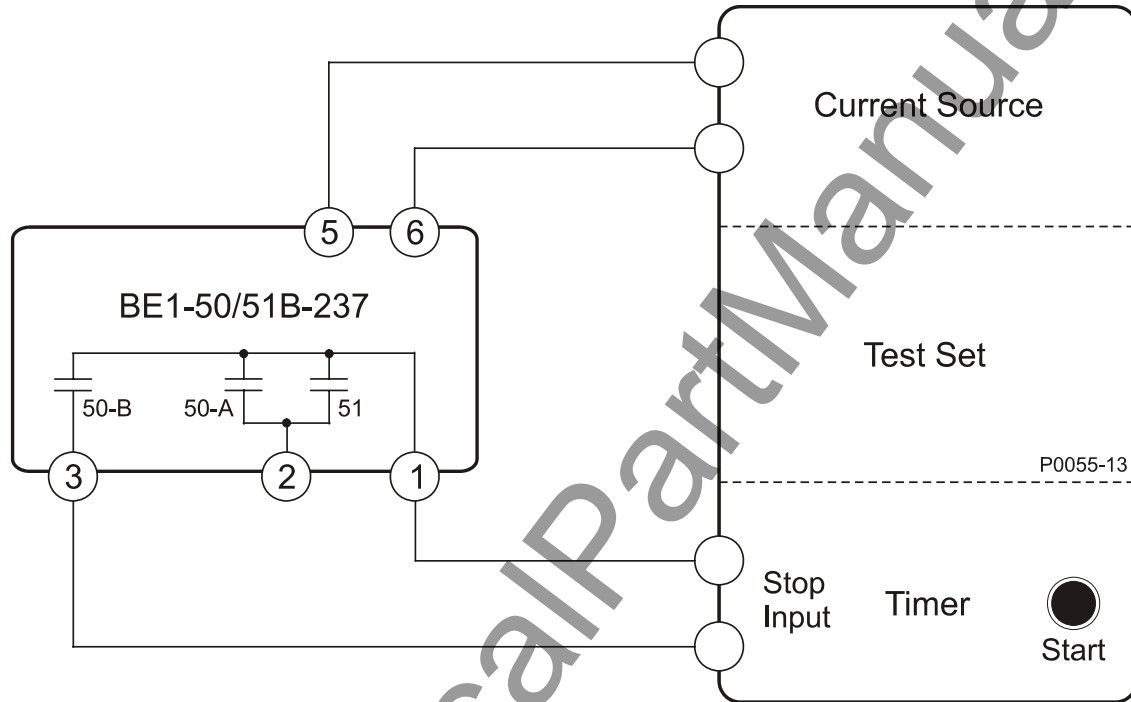 Current Source
5
6
BE1-50/51B-237
Test Set
50-B
50-A
51
P0055-13
3
2
1
Stop
Input
Timer
Start
calPartManua